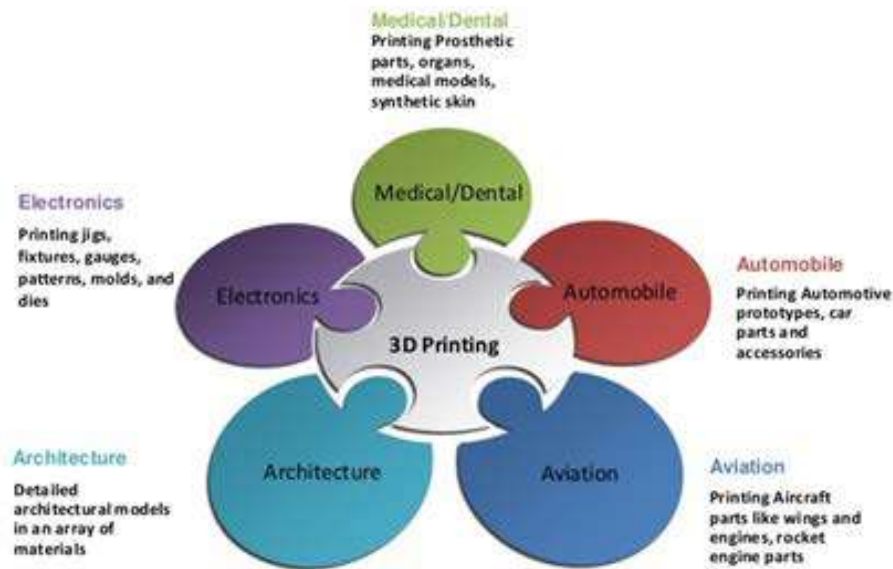 Medical/Dental
Printing Prosthetic
parts, organs,
medical models,
synthetic skin
Medical/Dental
Electronics
Printing jigs,
fixtures, gauges,
patterns, molds, and
dies
Electronics
Automobile
Automobile
Printing Automotive
prototypes, car
parts and
accessories
3D Printing
Architecture
Detailed
architectural models
in an array of
materials
Architecture
Aviation
Aviation
Printing Aircraft
parts like wings and
engines, rocket
engine parts